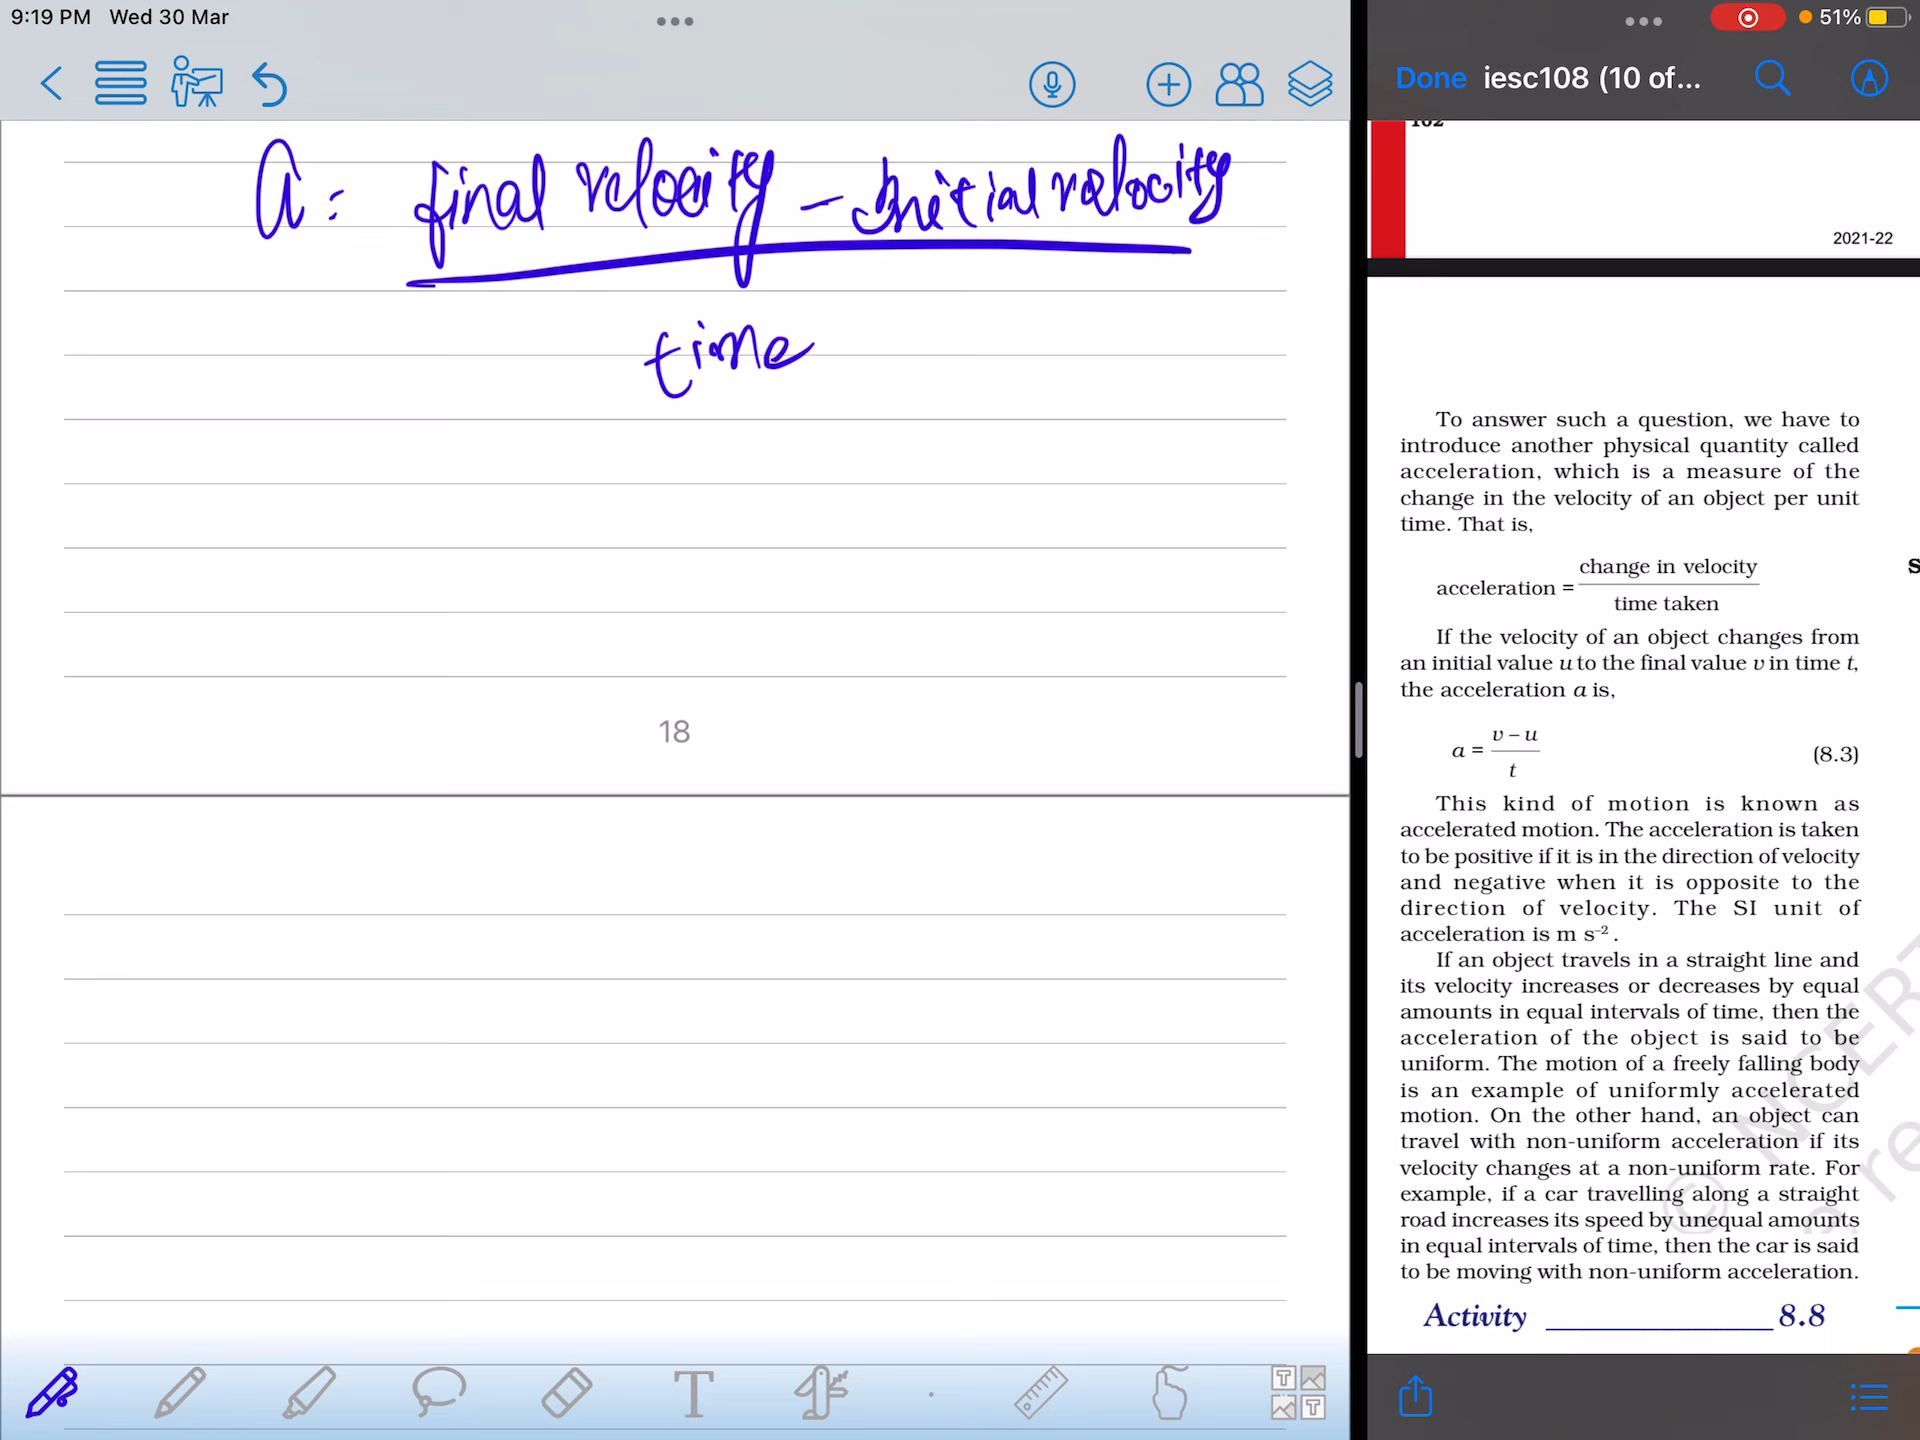 9:19 PM Wed 30 Mar
51%
Done iesc108 (10 of...
a = final velocity - Initial velocity
time
18
102
2021-22
To answer such a question, we have to
introduce another physical quantity called
acceleration, which is a measure of the
change in the velocity of an object per unit
time. That is,
acceleration = change in velocity
time taken
If the velocity of an object changes from
an initial value u to the final value v in time t,
the acceleration a is,
a = v – u
t
(8.3)
This kind of motion is known as
accelerated motion. The acceleration is taken
to be positive if it is in the direction of velocity
and negative when it is opposite to the
direction of velocity. The SI unit of
acceleration is m s⁻² .
If an object travels in a straight line and
its velocity increases or decreases by equal
amounts in equal intervals of time, then the
acceleration of the object is said to be
uniform. The motion of a freely falling body
is an example of uniformly accelerated
motion. On the other hand, an object can
travel with non-uniform acceleration if its
velocity changes at a non-uniform rate. For
example, if a car travelling along a straight
road increases its speed by unequal amounts
in equal intervals of time, then the car is said
to be moving with non-uniform acceleration.
Activity 8.8
© NCERT
re
T